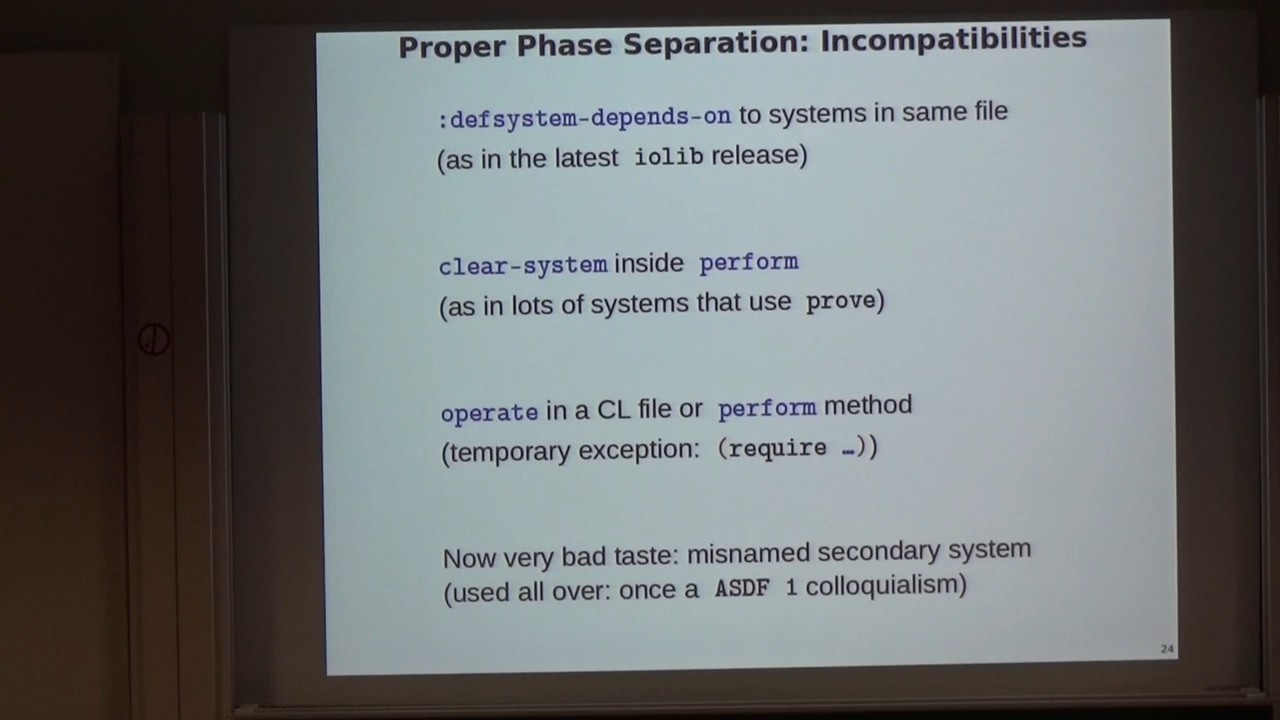 Proper Phase Separation: Incompatibilities
:defsystem-depends-on to systems in same file
(as in the latest iolib release)
clear-system inside perform
(as in lots of systems that use prove)
operate in a CL file or perform method
(temporary exception: (require …))
Now very bad taste: misnamed secondary system
(used all over: once a ASDF 1 colloquialism)
24